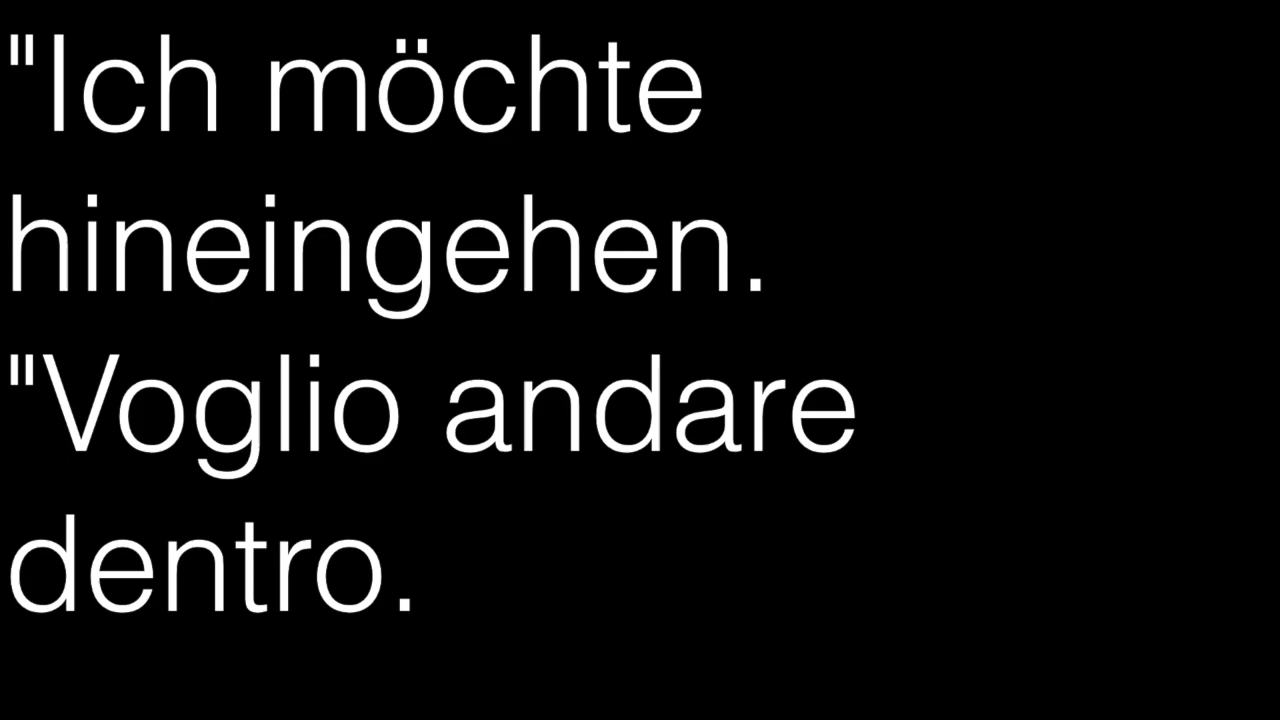 "Ich möchte
hineingehen.
"Voglio andare
dentro.